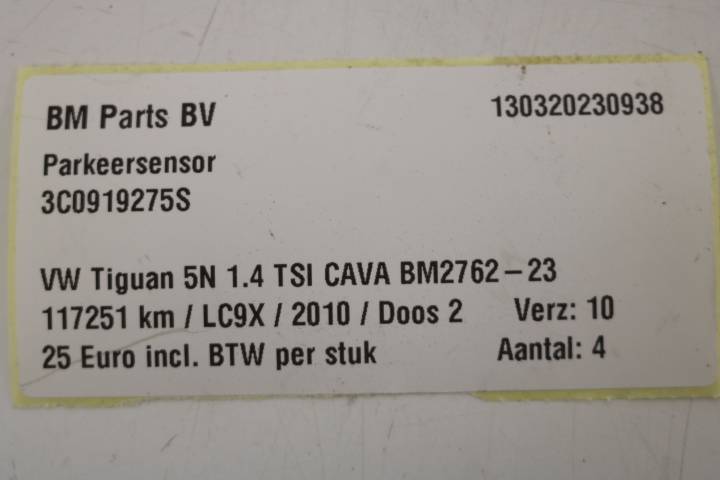 BM Parts BV 130320230938
Parkeersensor
3C0919275S
VW Tiguan 5N 1.4 TSI CAVA BM2762-23
117251 km / LC9X / 2010 / Doos 2 Verz: 10
25 Euro incl. BTW per stuk Aantal: 4